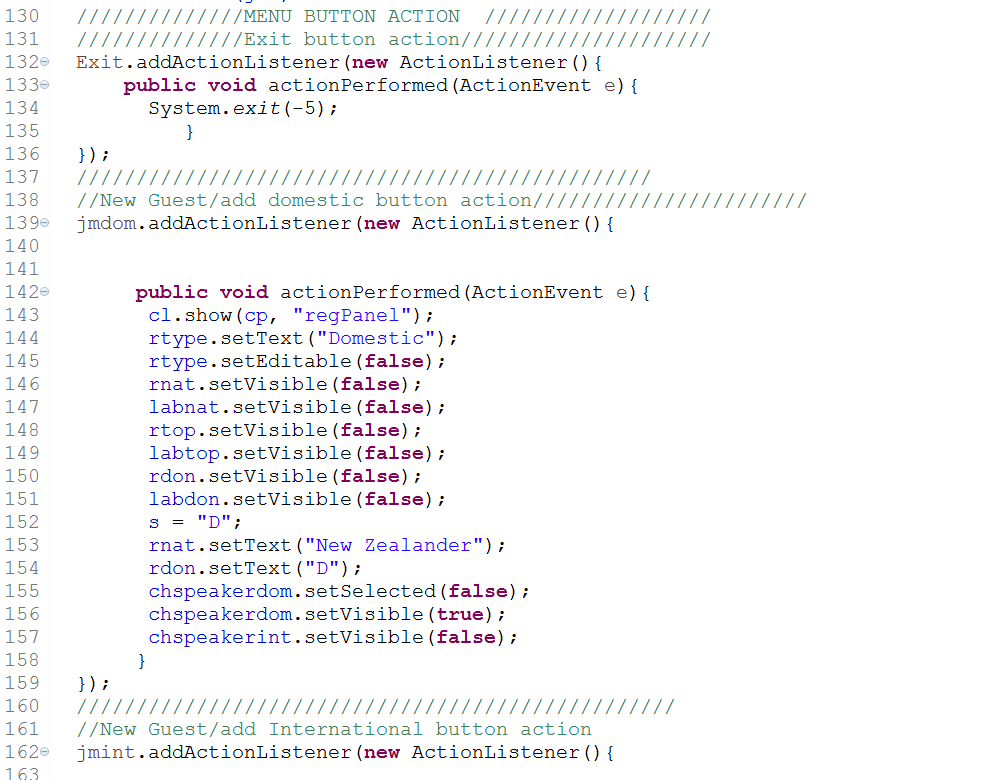 130 //////////////MENU BUTTON ACTION ///////////////////
131 //////////////Exit button action/////////////////////
132 Exit.addActionListener(new ActionListener(){
133 public void actionPerformed(ActionEvent e){
134 System.exit(-5);
135 }
136 });
137 ////////////////////////////////////////////////
138 //New Guest/add domestic button action///////////////////////
139 jmdom.addActionListener(new ActionListener(){
140
141
142 public void actionPerformed(ActionEvent e){
143 cl.show(cp, "regPanel");
144 rtype.setText("Domestic");
145 rtype.setEditable(false);
146 rnat.setVisible(false);
147 labnat.setVisible(false);
148 rtop.setVisible(false);
149 labtop.setVisible(false);
150 rdon.setVisible(false);
151 labdon.setVisible(false);
152 s = "D";
153 rnat.setText("New Zealander");
154 rdon.setText("D");
155 chspeakerdom.setSelected(false);
156 chspeakerdom.setVisible(true);
157 chspeakerint.setVisible(false);
158 }
159 });
160 //////////////////////////////////////////////////
161 //New Guest/add International button action
162 jmint.addActionListener(new ActionListener(){
163